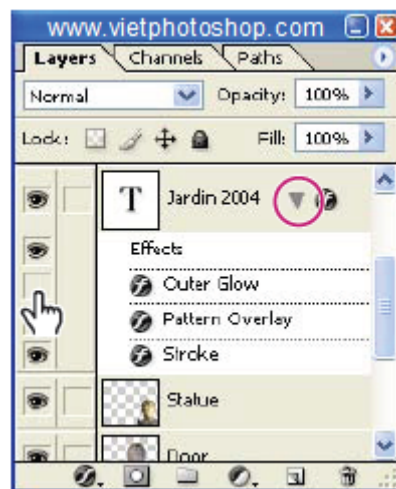 www.vietphotoshop.com
Layers Channels Paths
Normal Opacity: 100%
Lock: Fill: 100%
T Jardin 2004
Effects
Outer Glow
Pattern Overlay
Stroke
Statue
Door